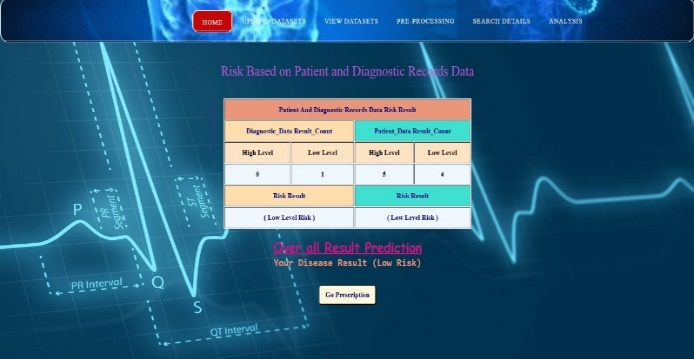 HOME UPLOAD DATASETS VIEW DATASETS PRE-PROCESSING SEARCH DETAILS ANALYSIS
Risk Based on Patient and Diagnostic Records Data
Patient And Diagnostic Records Data Risk Result
Diagnostic_Data Result_Count Patient_Data Result_Count
High Level Low Level High Level Low Level
0 1 5 4
Risk Result Risk Result
( Low Level Risk ) ( Low Level Risk )
Over all Result Prediction
Your Disease Result (Low Risk)
Go Prescription
P
PR Segment
ST Segment
PR Interval
Q
S
QT Interval